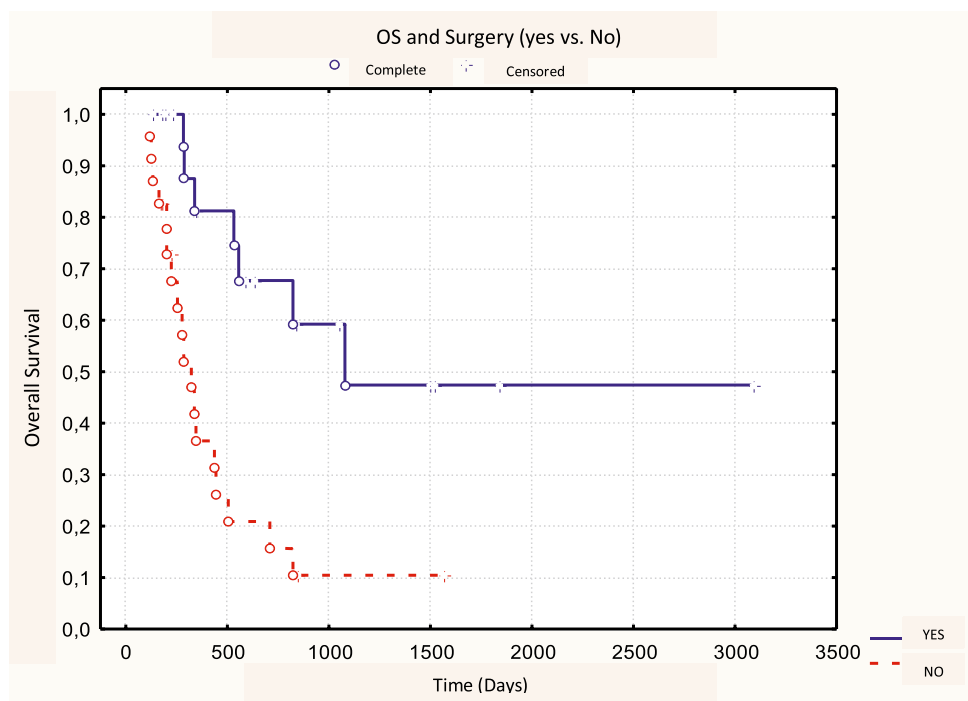 OS and Surgery (yes vs. No)
Complete Censored
1,0
0,9
0,8
0,7
0,6
0,5
0,4
0,3
0,2
0,1
0,0
Overall Survival
0 500 1000 1500 2000 2500 3000 3500
Time (Days)
YES
NO